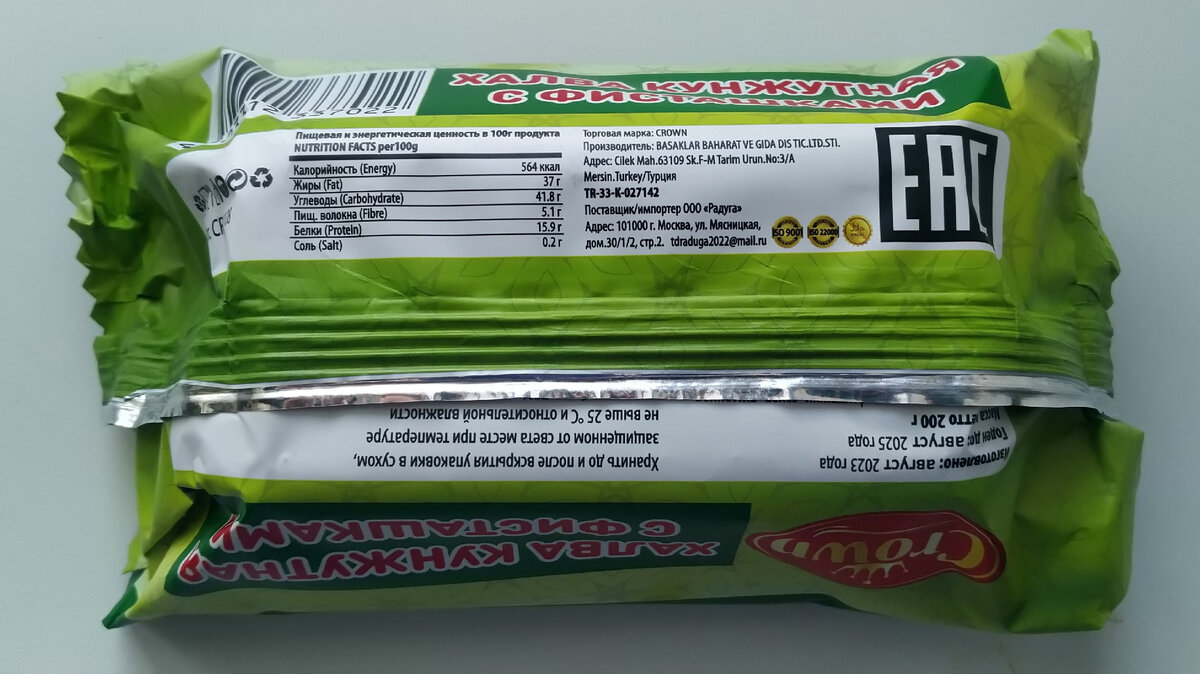 ХАЛВА КУНЖУТНАЯ
С ФИСТАШКАМИ
Пищевая и энергетическая ценность в 100г продукта
NUTRITION FACTS per100g
Калорийность (Energy) 564 ккал
Жиры (Fat) 37 г
Углеводы (Carbohydrate) 41.8 г
Пищ. волокна (Fibre) 5.1 г
Белки (Protein) 15.9 г
Соль (Salt) 0.2 г
Торговая марка: CROWN
Производитель: BASAKLAR BAHARAT VE GIDA DIS TIC.LTD.STI.
Адрес: Cilek Mah.63109 Sk.F-M Tarim Urun.No:3/A
Mersin.Turkey/Турция
TR-33-K-027142
Поставщик/импортер ООО «Радуга»
Адрес: 101000 г. Москва, ул. Мясницкая,
дом.30/1/2, стр.2. tdraduga2022@mail.ru
ISO 9001
ISO 22000
EAC
Хранить до и после вскрытия упаковки в сухом,
защищенном от света месте при температуре
не выше 25 °С и относительной влажности
Изготовлено: август 2023 года
Годен до: август 2025 года
200 г
Crown
ХАЛВА КУНЖУТНАЯ
С ФИСТАШКАМИ